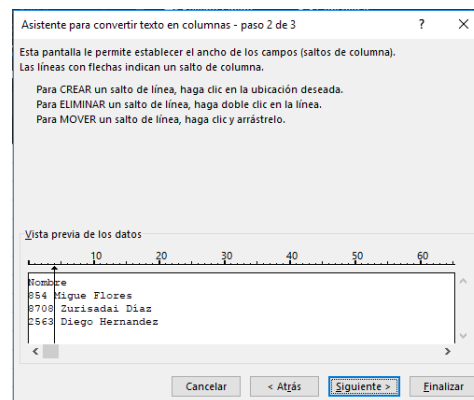 Asistente para convertir texto en columnas - paso 2 de 3 ? ×
Esta pantalla le permite establecer el ancho de los campos (saltos de columna).
Las líneas con flechas indican un salto de columna.
Para CREAR un salto de línea, haga clic en la ubicación deseada.
Para ELIMINAR un salto de línea, haga doble clic en la línea.
Para MOVER un salto de línea, haga clic y arrástrelo.
Vista previa de los datos
10 20 30 40 50 60
Nombre
854 Migue Flores
8708 Zurisadai Diaz
2563 Diego Hernandez
Cancelar < Atrás Siguiente > Finalizar